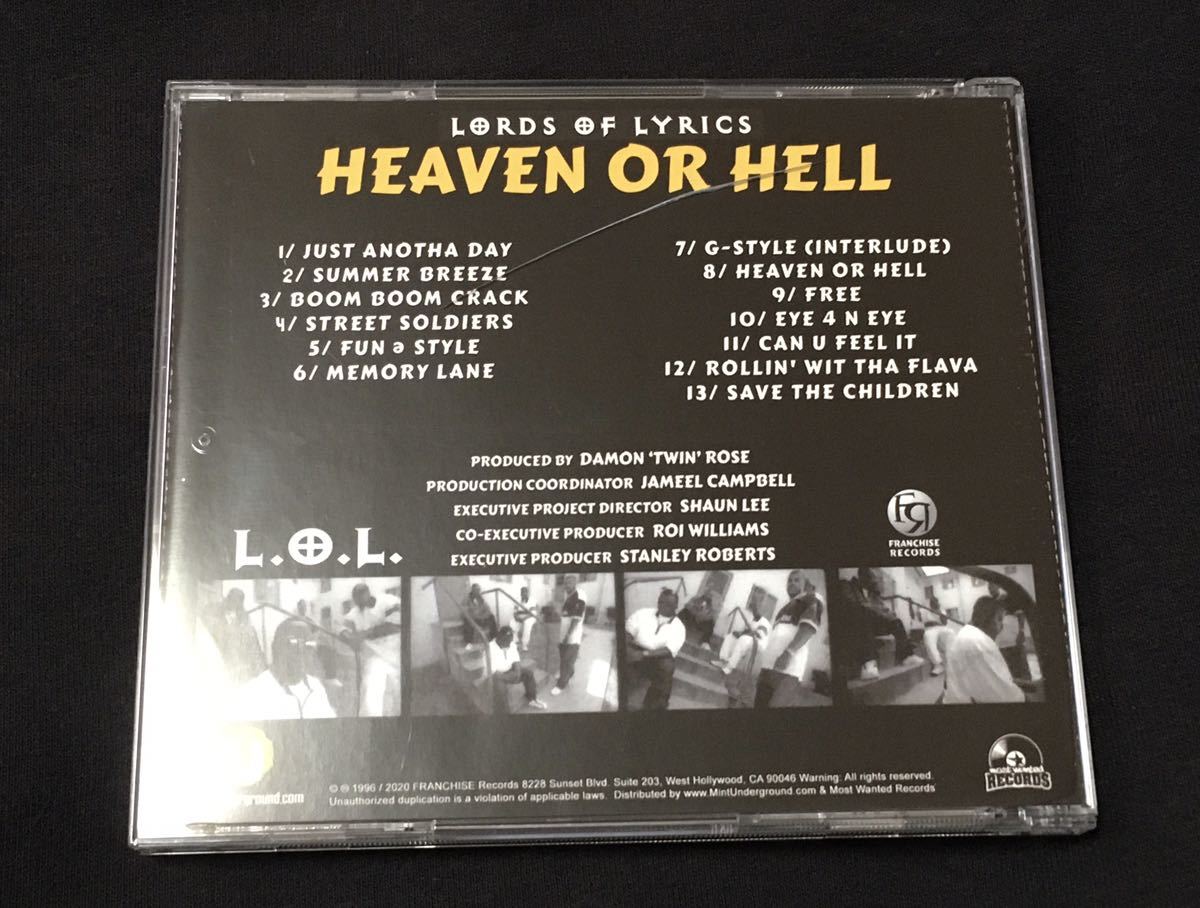 LORDS OF LYRICS
HEAVEN OR HELL
1/ JUST ANOTHA DAY
2/ SUMMER BREEZE
3/ BOOM BOOM CRACK
4/ STREET SOLDIERS
5/ FUN ə STYLE
6/ MEMORY LANE
7/ G-STYLE (INTERLUDE)
8/ HEAVEN OR HELL
9/ FREE
10/ EYE 4 N EYE
11/ CAN U FEEL IT
12/ ROLLIN' WIT THA FLAVA
13/ SAVE THE CHILDREN
PRODUCED BY DAMON 'TWIN' ROSE
PRODUCTION COORDINATOR JAMEEL CAMPBELL
EXECUTIVE PROJECT DIRECTOR SHAUN LEE
CO-EXECUTIVE PRODUCER ROI WILLIAMS
EXECUTIVE PRODUCER STANLEY ROBERTS
L.O.L.
FR
FRANCHISE
RECORDS
© ℗ 1996 / 2020 FRANCHISE Records 8228 Sunset Blvd. Suite 203, West Hollywood, CA 90046 Warning: All rights reserved.
Unauthorized duplication is a violation of applicable laws. Distributed by www.MintUnderground.com & Most Wanted Records
most wanted
RECORDS